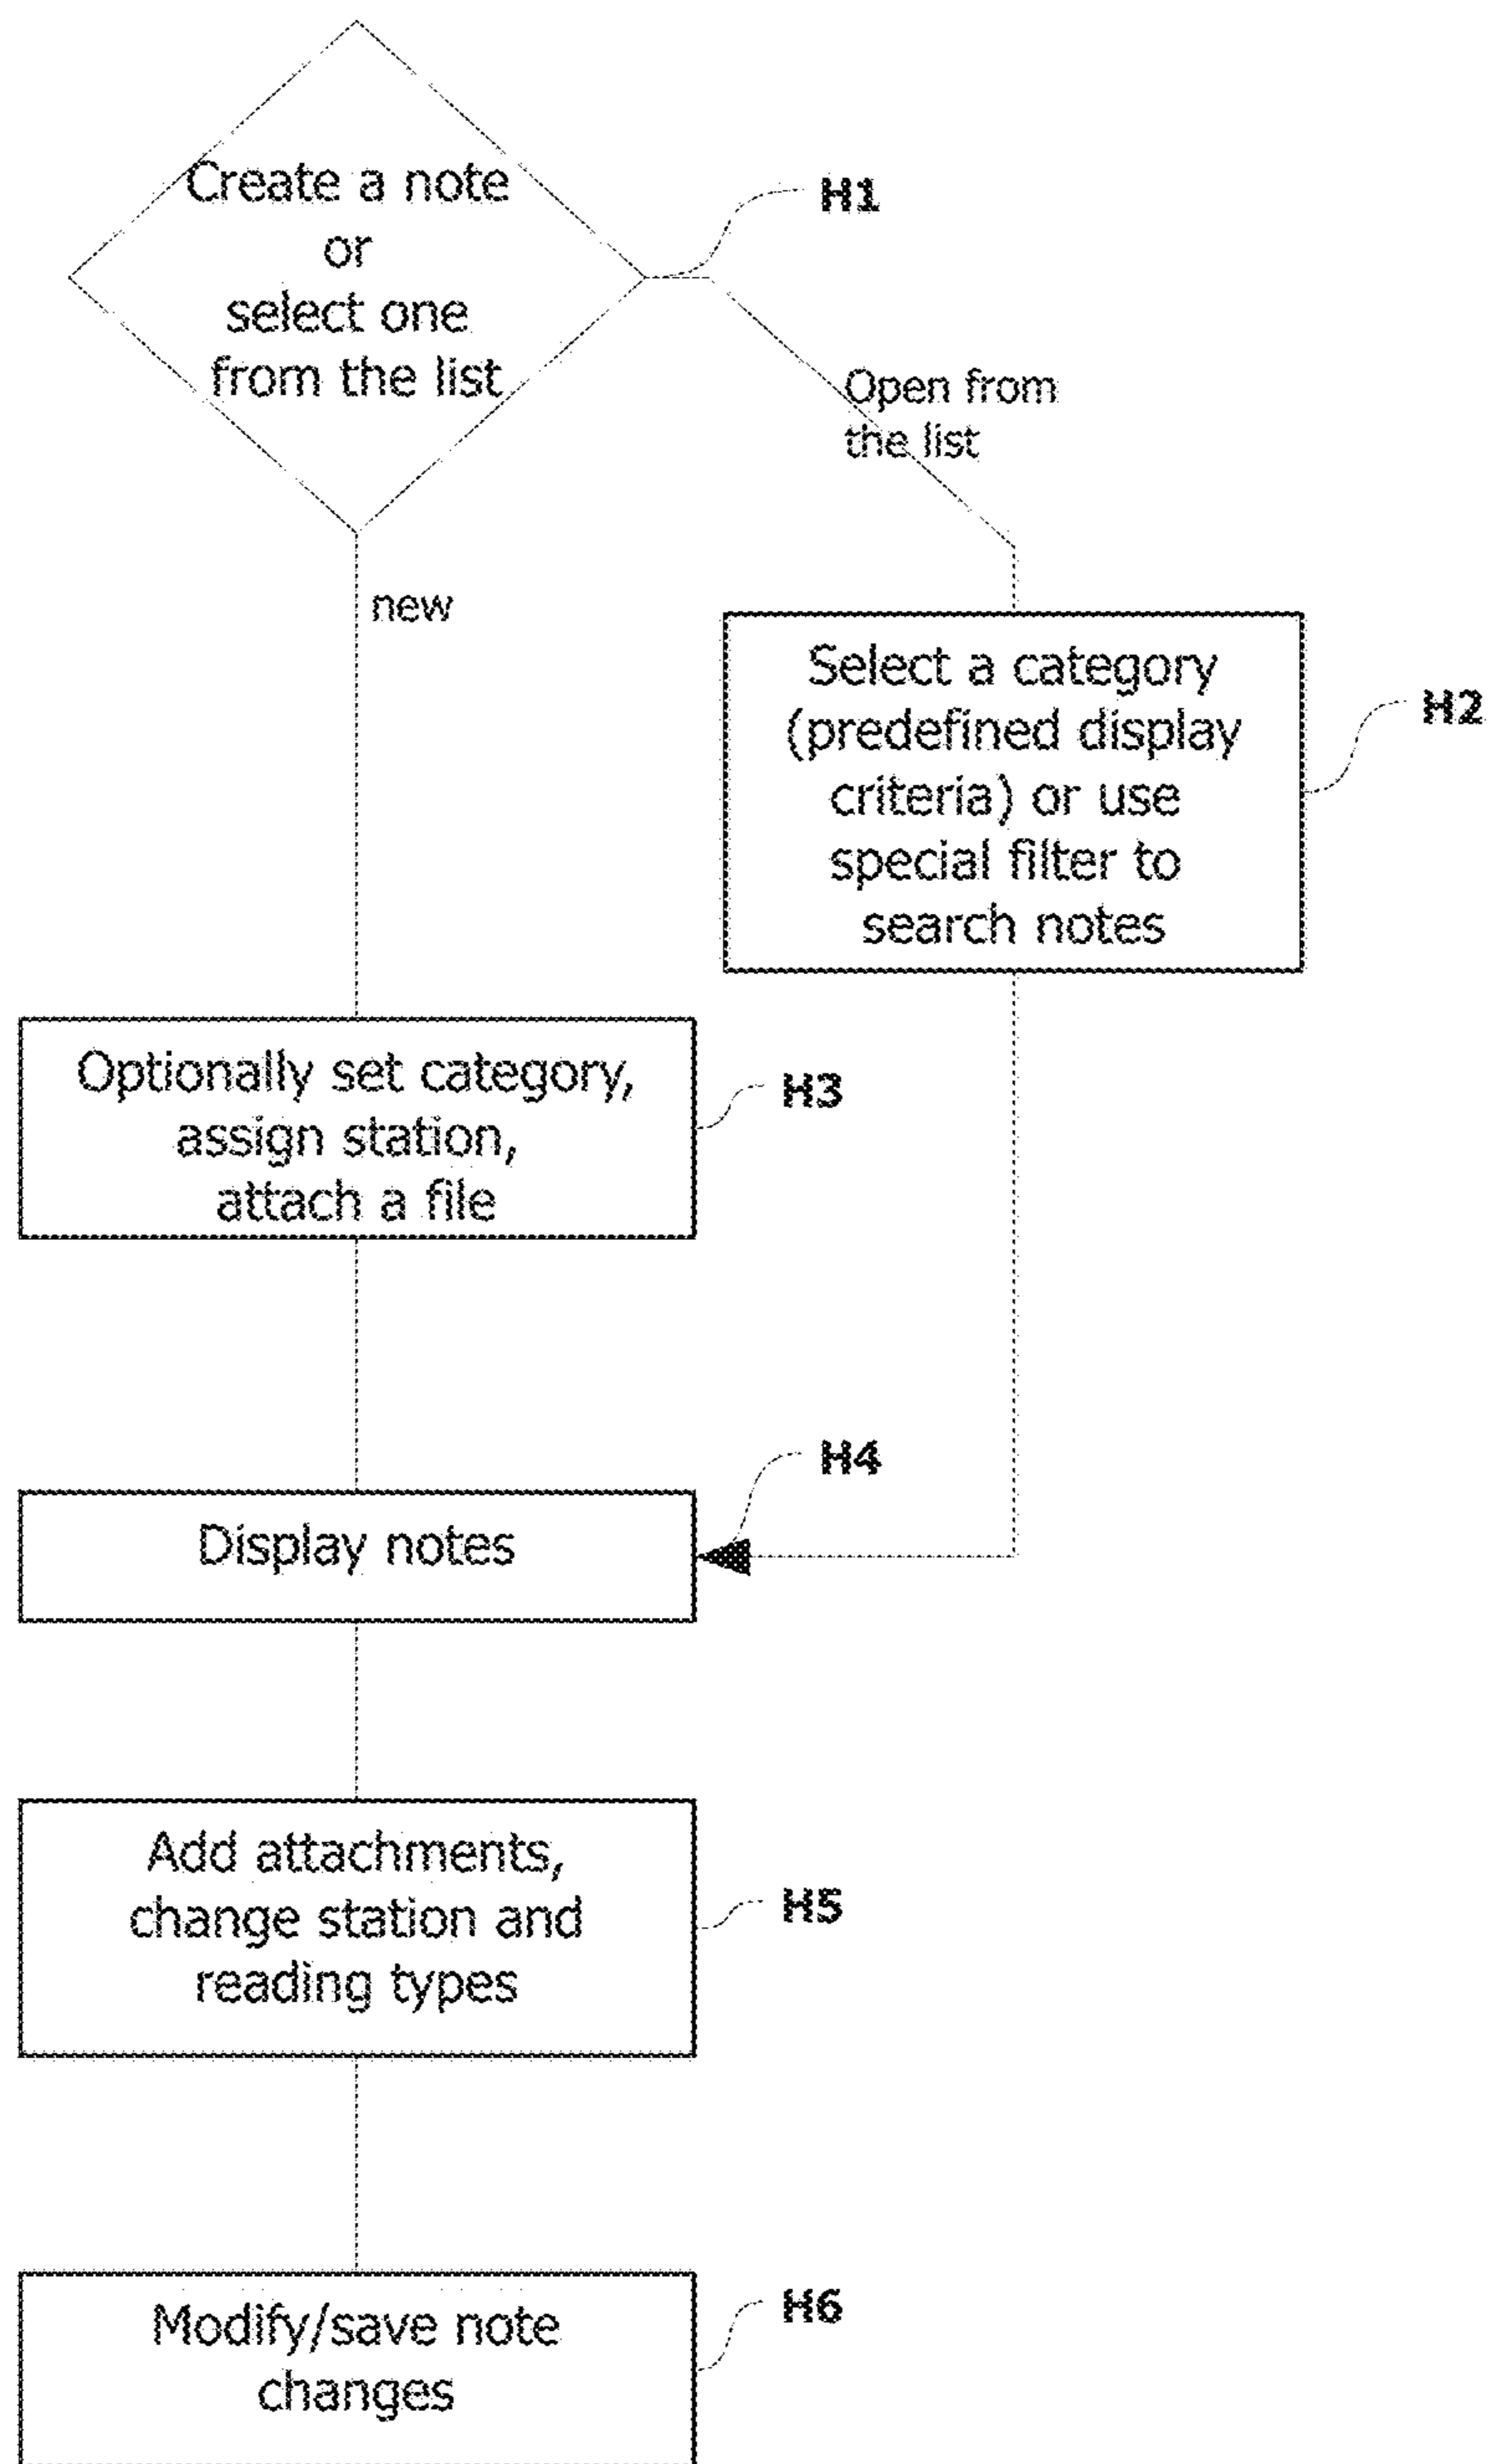 Create a note
or
select one
from the list
H1
Open from
the list
new
Select a category
(predefined display
criteria) or use
special filter to
search notes
H2
Optionally set category,
assign station,
attach a file
H3
H4
Display notes
Add attachments,
change station and
reading types
H5
Modify/save note
changes
H6